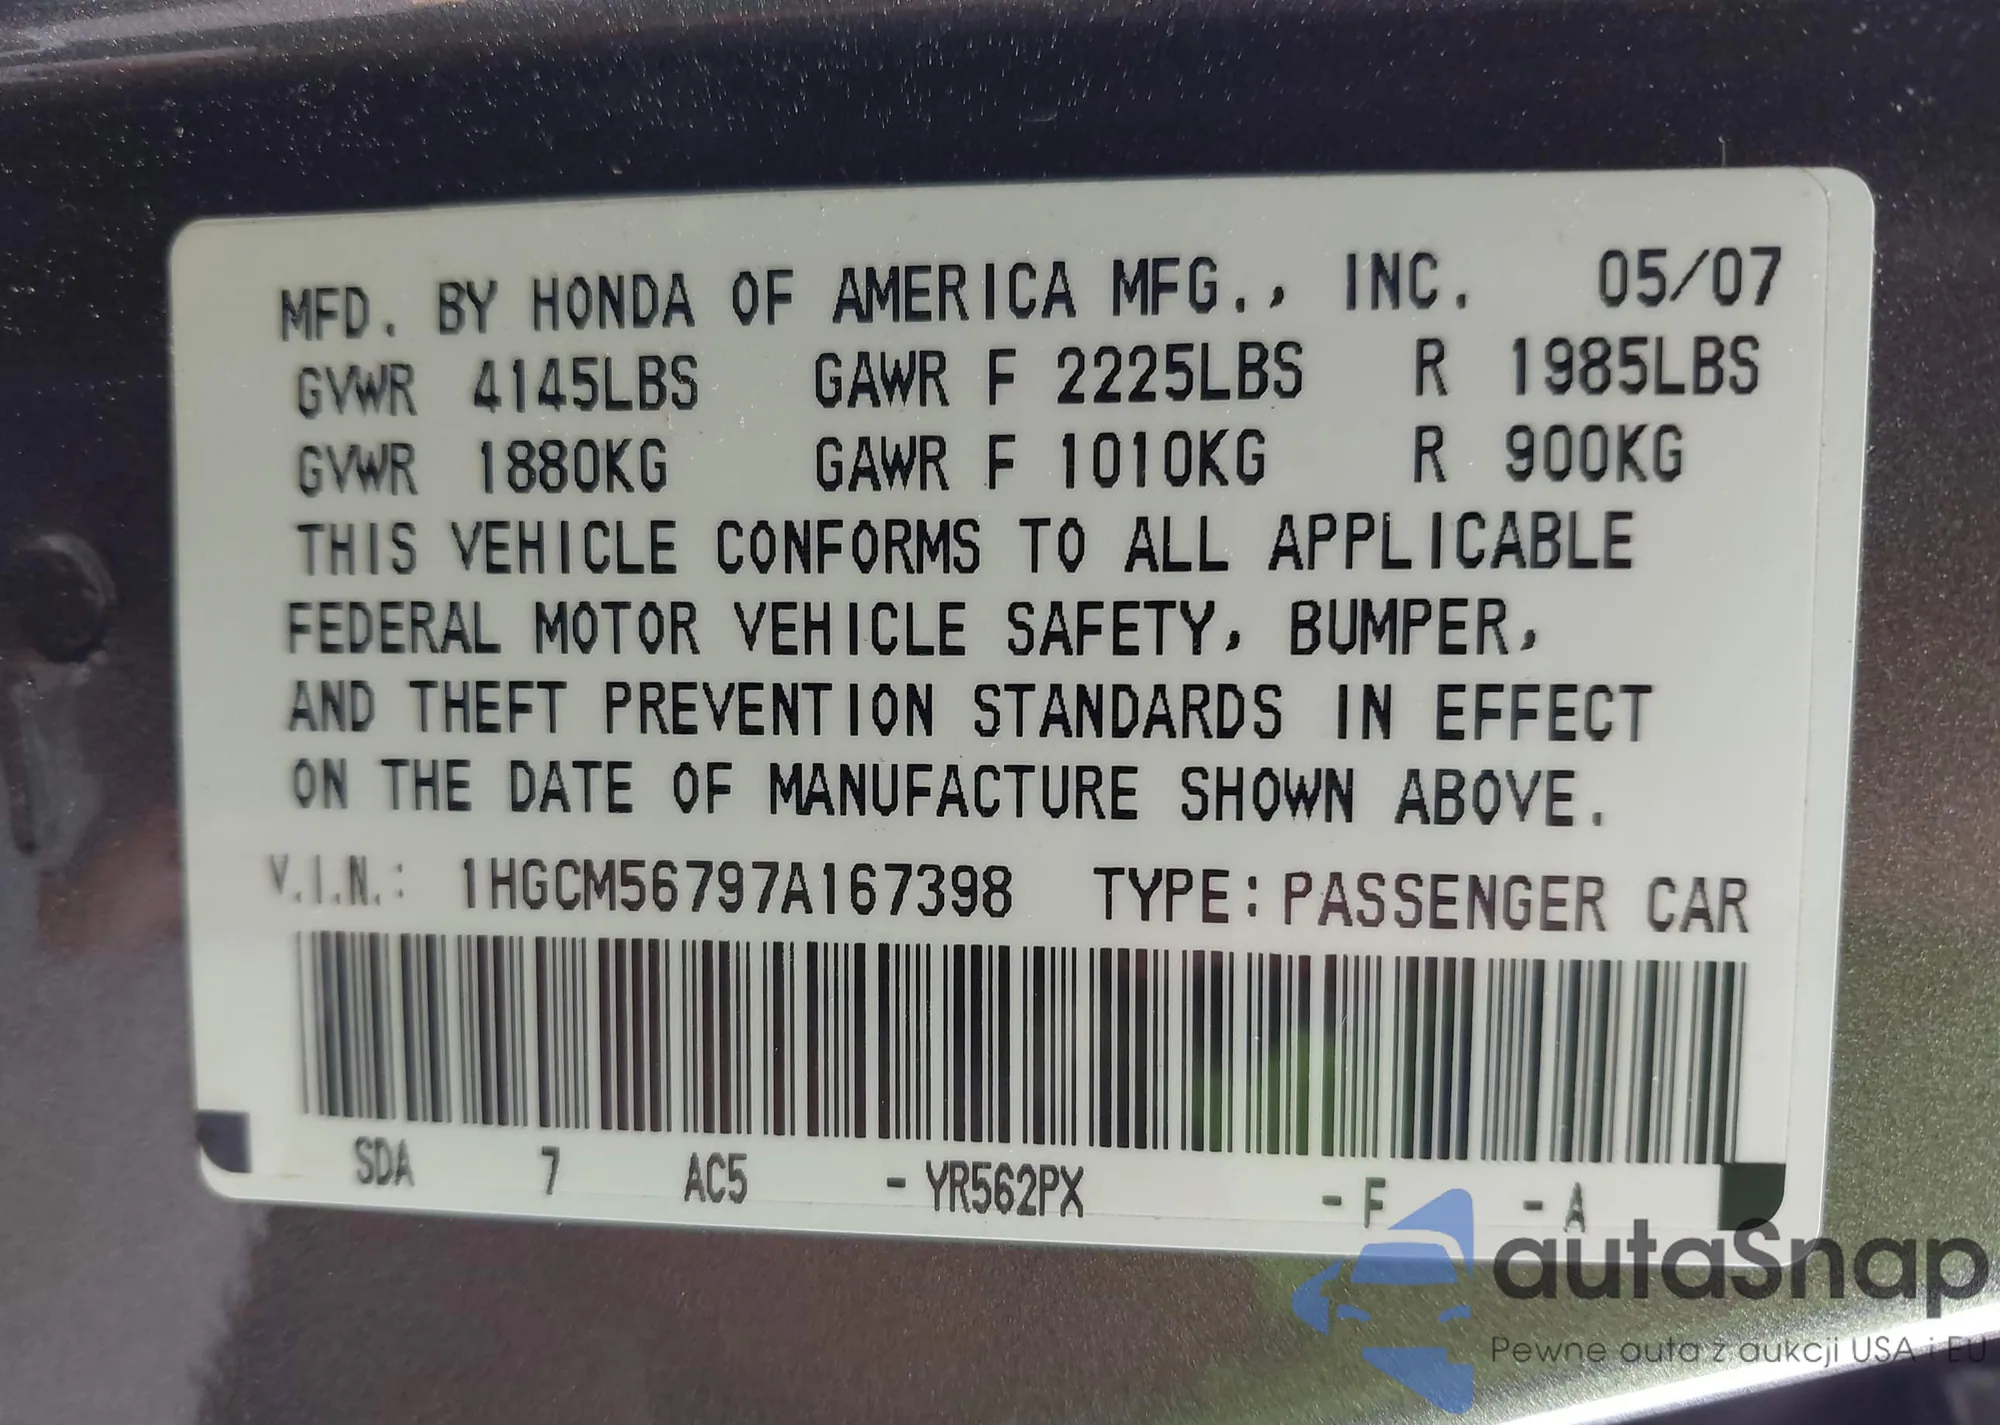 MFD. BY HONDA OF AMERICA MFG., INC. 05/07
GVWR 4145LBS GAWR F 2225LBS R 1985LBS
GVWR 1880KG GAWR F 1010KG R 900KG
THIS VEHICLE CONFORMS TO ALL APPLICABLE
FEDERAL MOTOR VEHICLE SAFETY, BUMPER,
AND THEFT PREVENTION STANDARDS IN EFFECT
ON THE DATE OF MANUFACTURE SHOWN ABOVE.
V.I.N.: 1HGCM56797A167398 TYPE: PASSENGER CAR
SDA 7 AC5 - YR562PX - F - A
autaSnap
Pewne auta z aukcji USA i EU